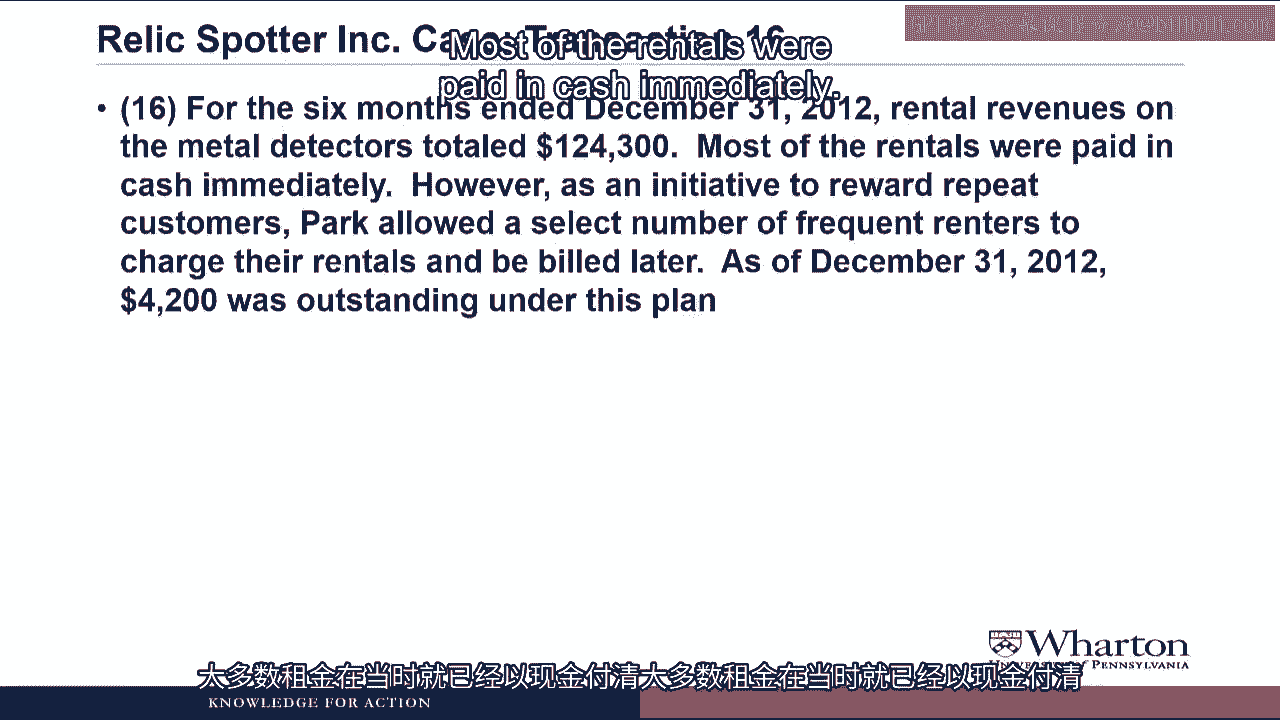 Relic Spotter Inc. Case: Transaction 16
Most of the rentals were
paid in cash immediately.
• (16) For the six months ended December 31, 2012, rental revenues on
the metal detectors totaled $124,300.  Most of the rentals were paid in
cash immediately.  However, as an initiative to reward repeat
customers, Park allowed a select number of frequent renters to
charge their rentals and be billed later.  As of December 31, 2012,
$4,200 was outstanding under this plan
Wharton
University of Pennsylvania
大多数租金在当时就已经以现金付清大多数租金在当时就已经以现金付清
KNOWLEDGE FOR ACTION